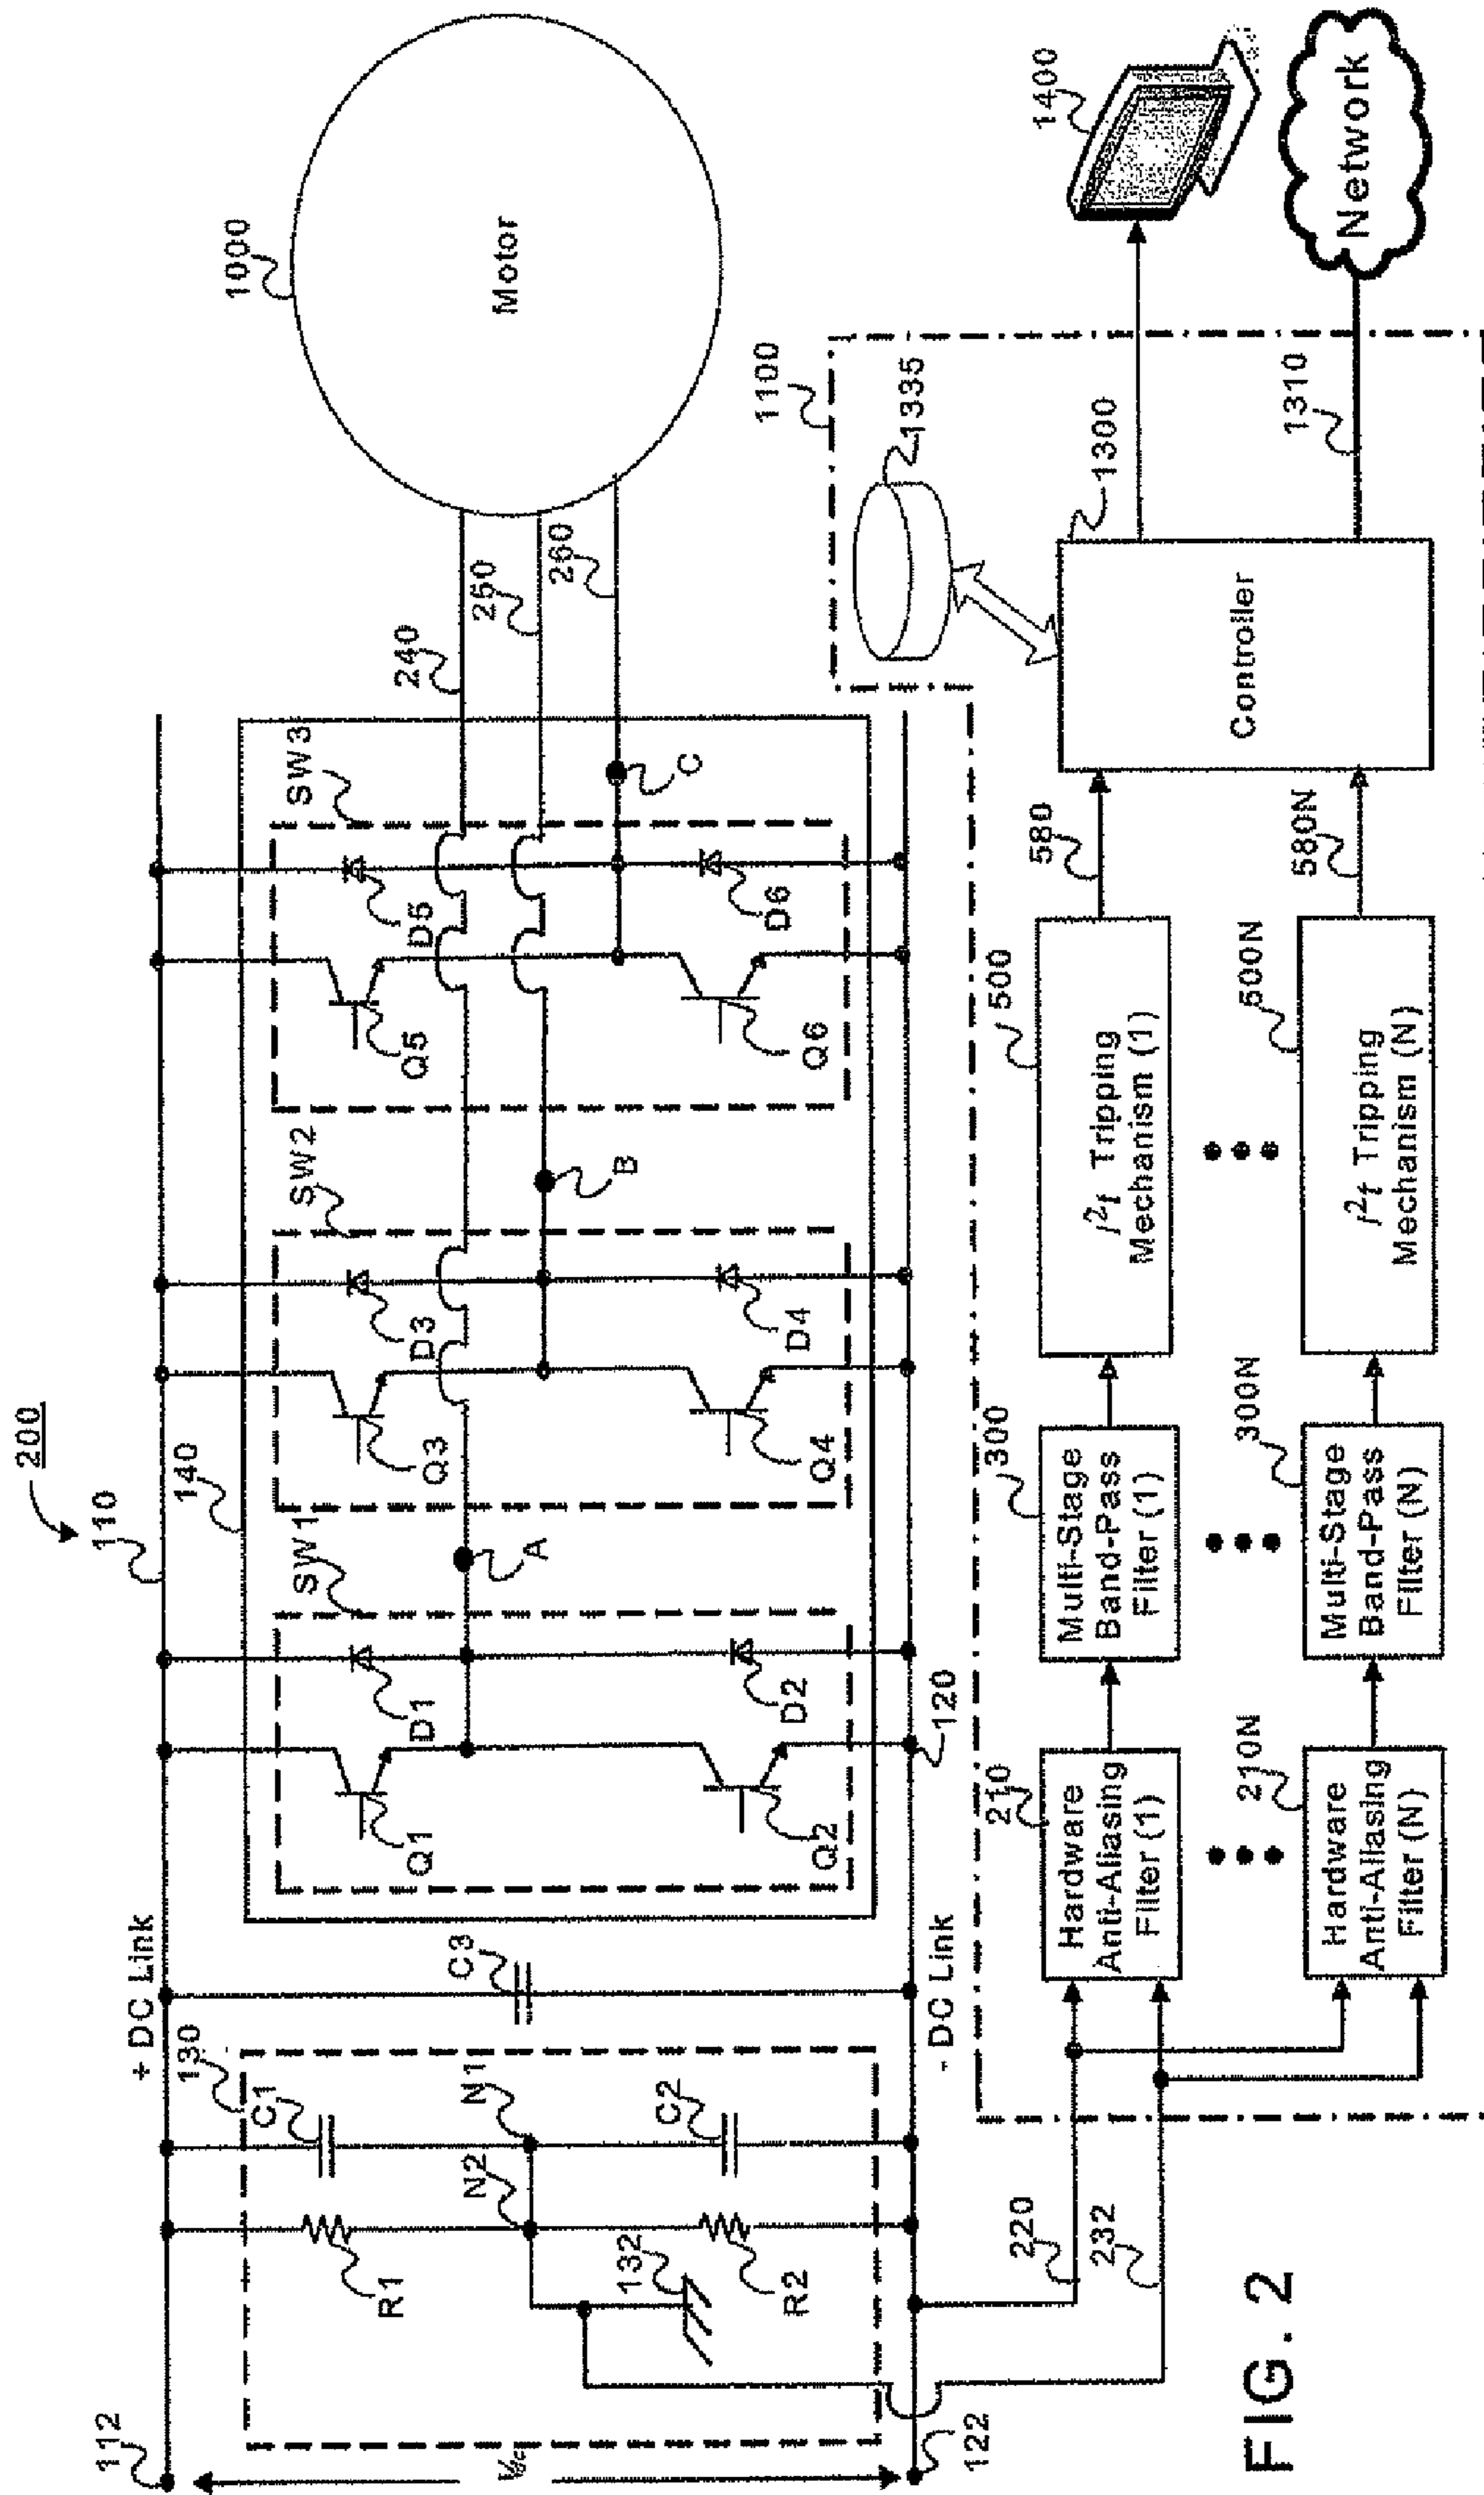 200
110
112
+ DC Link
130
C1
R1
N1
N2
C2
R2
132
Vdc
122
- DC Link
120
C3
140
SW1
Q1
D1
Q2
D2
A
SW2
Q3
D3
Q4
D4
B
SW3
Q5
D5
Q6
D6
C
240
250
260
1000
Motor
220
232
1100
210
Hardware
Anti-Aliasing
Filter (1)
300
Multi-Stage
Band-Pass
Filter (1)
500
I²t Tripping
Mechanism (1)
580
210N
Hardware
Anti-Aliasing
Filter (N)
300N
Multi-Stage
Band-Pass
Filter (N)
500N
I²t Tripping
Mechanism (N)
580N
Controller
1300
1335
1310
1400
Network
FIG. 2